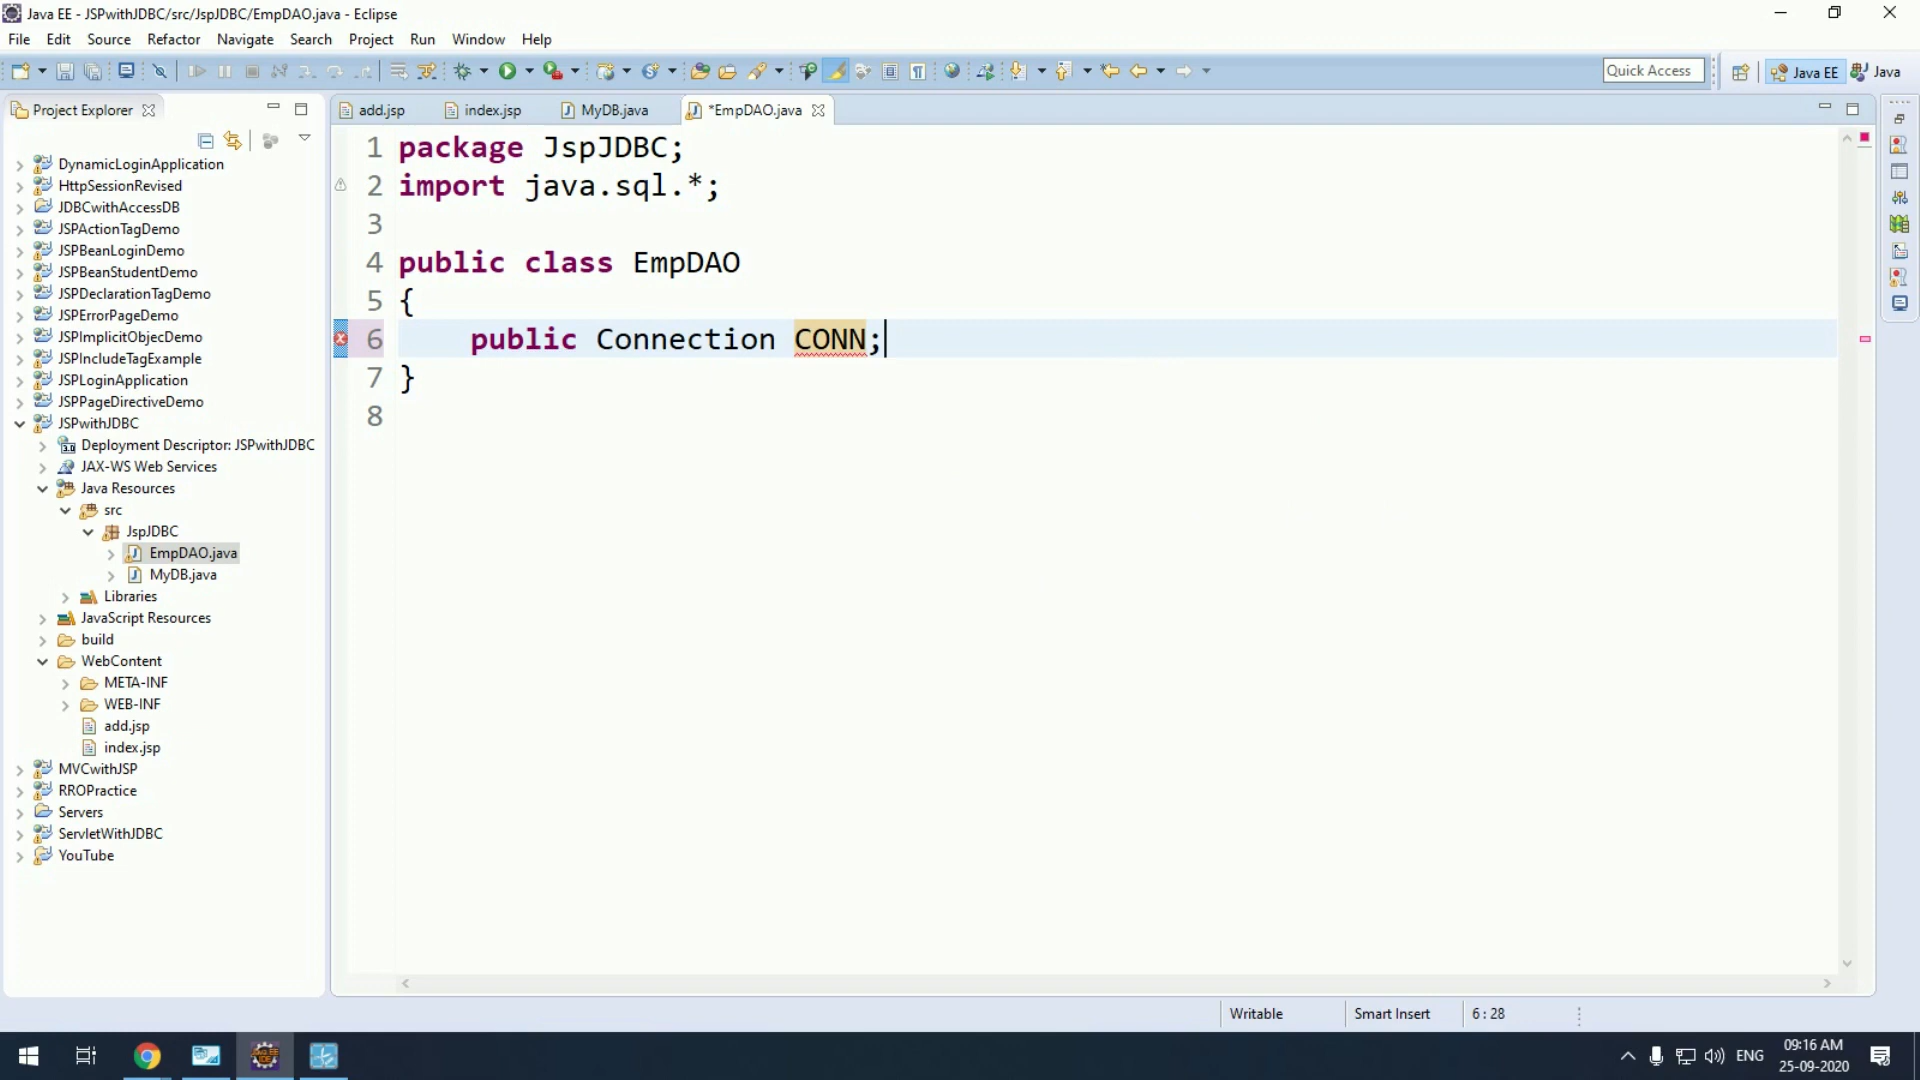 Java EE - JSPwithJDBC/src/JspJDBC/EmpDAO.java - Eclipse
File Edit Source Refactor Navigate Search Project Run Window Help
Quick Access
Java EE
Java
Project Explorer
add.jsp
index.jsp
MyDB.java
*EmpDAO.java
DynamicLoginApplication
HttpSessionRevised
JDBCwithAccessDB
JSPActionTagDemo
JSPBeanLoginDemo
JSPBeanStudentDemo
JSPDeclarationTagDemo
JSPErrorPageDemo
JSPImplicitObjecDemo
JSPIncludeTagExample
JSPLoginApplication
JSPPageDirectiveDemo
JSPwithJDBC
Deployment Descriptor: JSPwithJDBC
JAX-WS Web Services
Java Resources
src
JspJDBC
EmpDAO.java
MyDB.java
Libraries
JavaScript Resources
build
WebContent
META-INF
WEB-INF
add.jsp
index.jsp
MVCwithJSP
RROPractice
Servers
ServletWithJDBC
YouTube
1 package JspJDBC;
2 import java.sql.*;
3
4 public class EmpDAO
5 {
6 public Connection CONN;
7 }
8
Writable
Smart Insert
6 : 28
ENG
09:16 AM
25-09-2020